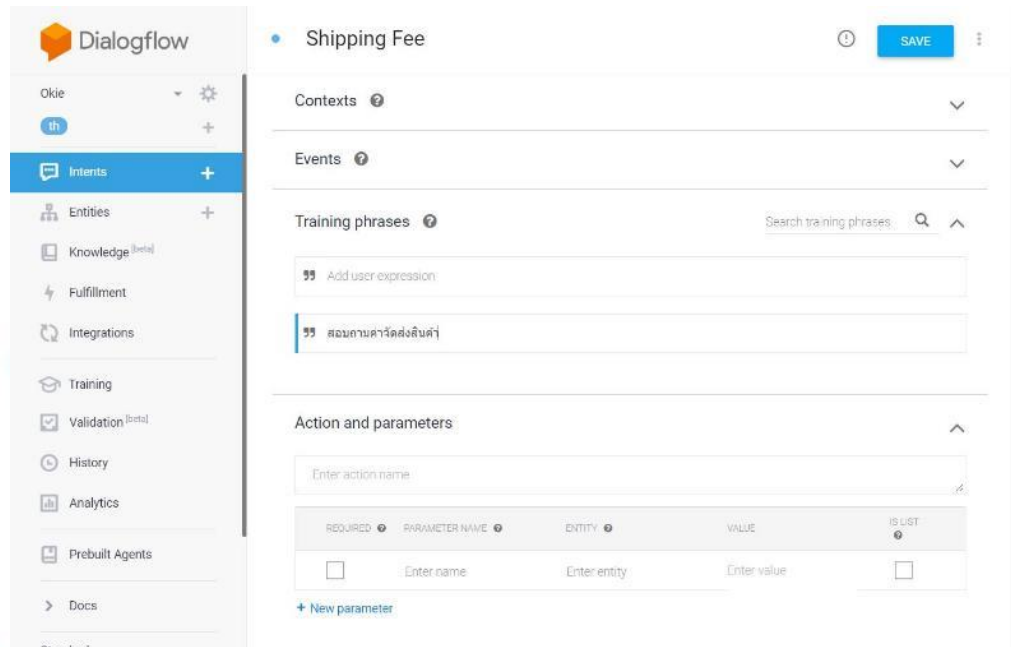 Dialogflow
Shipping Fee
SAVE
Okie
th
Contexts
Intents
Events
Entities
Training phrases
Search training phrases
Knowledge [beta]
Add user expression
Fulfillment
Integrations
สอบถามค่าจัดส่งสินค้า
Training
Validation [beta]
Action and parameters
History
Enter action name
Analytics
REQUIRED PARAMETER NAME ENTITY VALUE IS LIST
Prebuilt Agents
Enter name Enter entity Enter value
Docs
+ New parameter